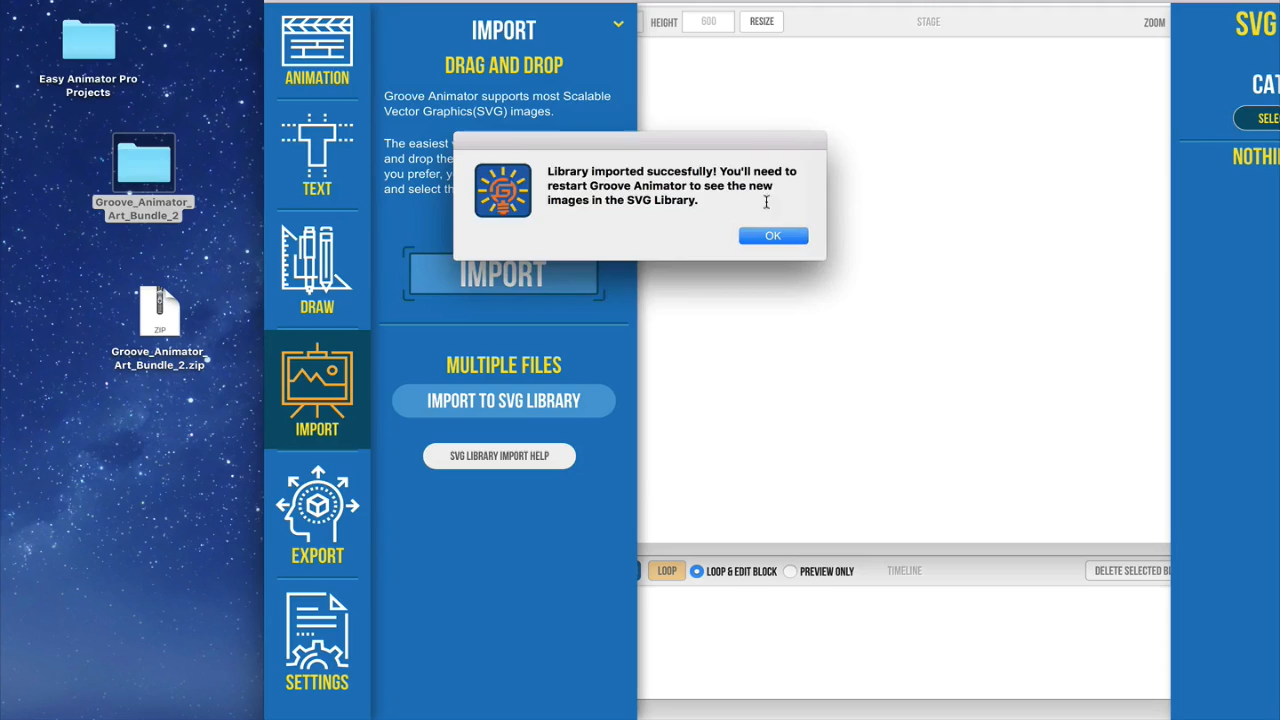 Easy Animator Pro
Projects
Groove_Animator_
Art_Bundle_2
ZIP
Groove_Animator_
Art_Bundle_2.zip
ANIMATION
TEXT
DRAW
IMPORT
EXPORT
SETTINGS
IMPORT
DRAG AND DROP
Groove Animator supports most Scalable
Vector Graphics(SVG) images.
The easiest
and drop the
you prefer, y
and select th
IMPORT
MULTIPLE FILES
IMPORT TO SVG LIBRARY
SVG LIBRARY IMPORT HELP
Library imported succesfully! You'll need to
restart Groove Animator to see the new
images in the SVG Library.
OK
HEIGHT 600 RESIZE STAGE ZOOM
LOOP LOOP & EDIT BLOCK PREVIEW ONLY TIMELINE DELETE SELECTED BL
SVG
CAT
SELE
NOTHIN